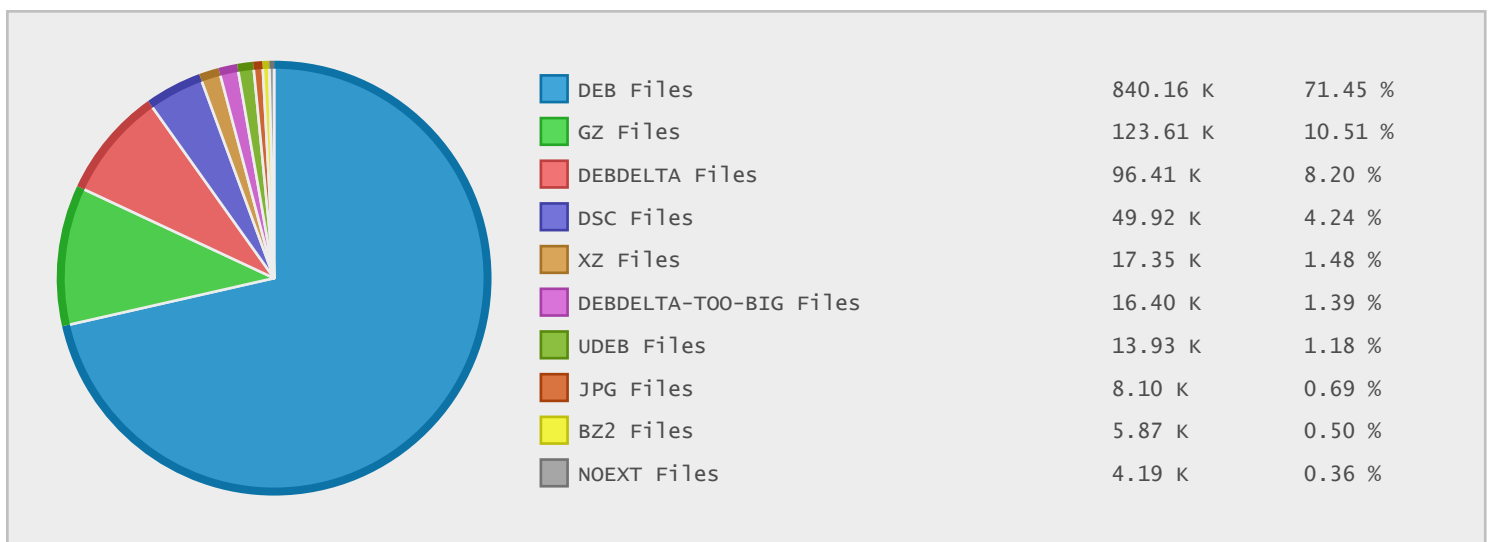 DEB Files 840.16 K 71.45 %
GZ Files 123.61 K 10.51 %
DEBDELTA Files 96.41 K 8.20 %
DSC Files 49.92 K 4.24 %
XZ Files 17.35 K 1.48 %
DEBDELTA-TOO-BIG Files 16.40 K 1.39 %
UDEB Files 13.93 K 1.18 %
JPG Files 8.10 K 0.69 %
BZ2 Files 5.87 K 0.50 %
NOEXT Files 4.19 K 0.36 %